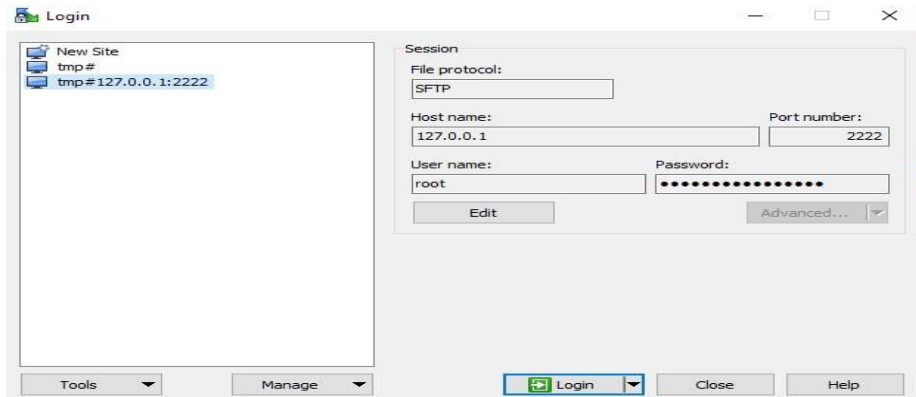 Login
New Site
tmp#
tmp#127.0.0.1:2222
Session
File protocol:
SFTP
Host name:
Port number:
127.0.0.1
2222
User name:
Password:
root
••••••••••••••••
Edit
Advanced...
Tools
Manage
Login
Close
Help